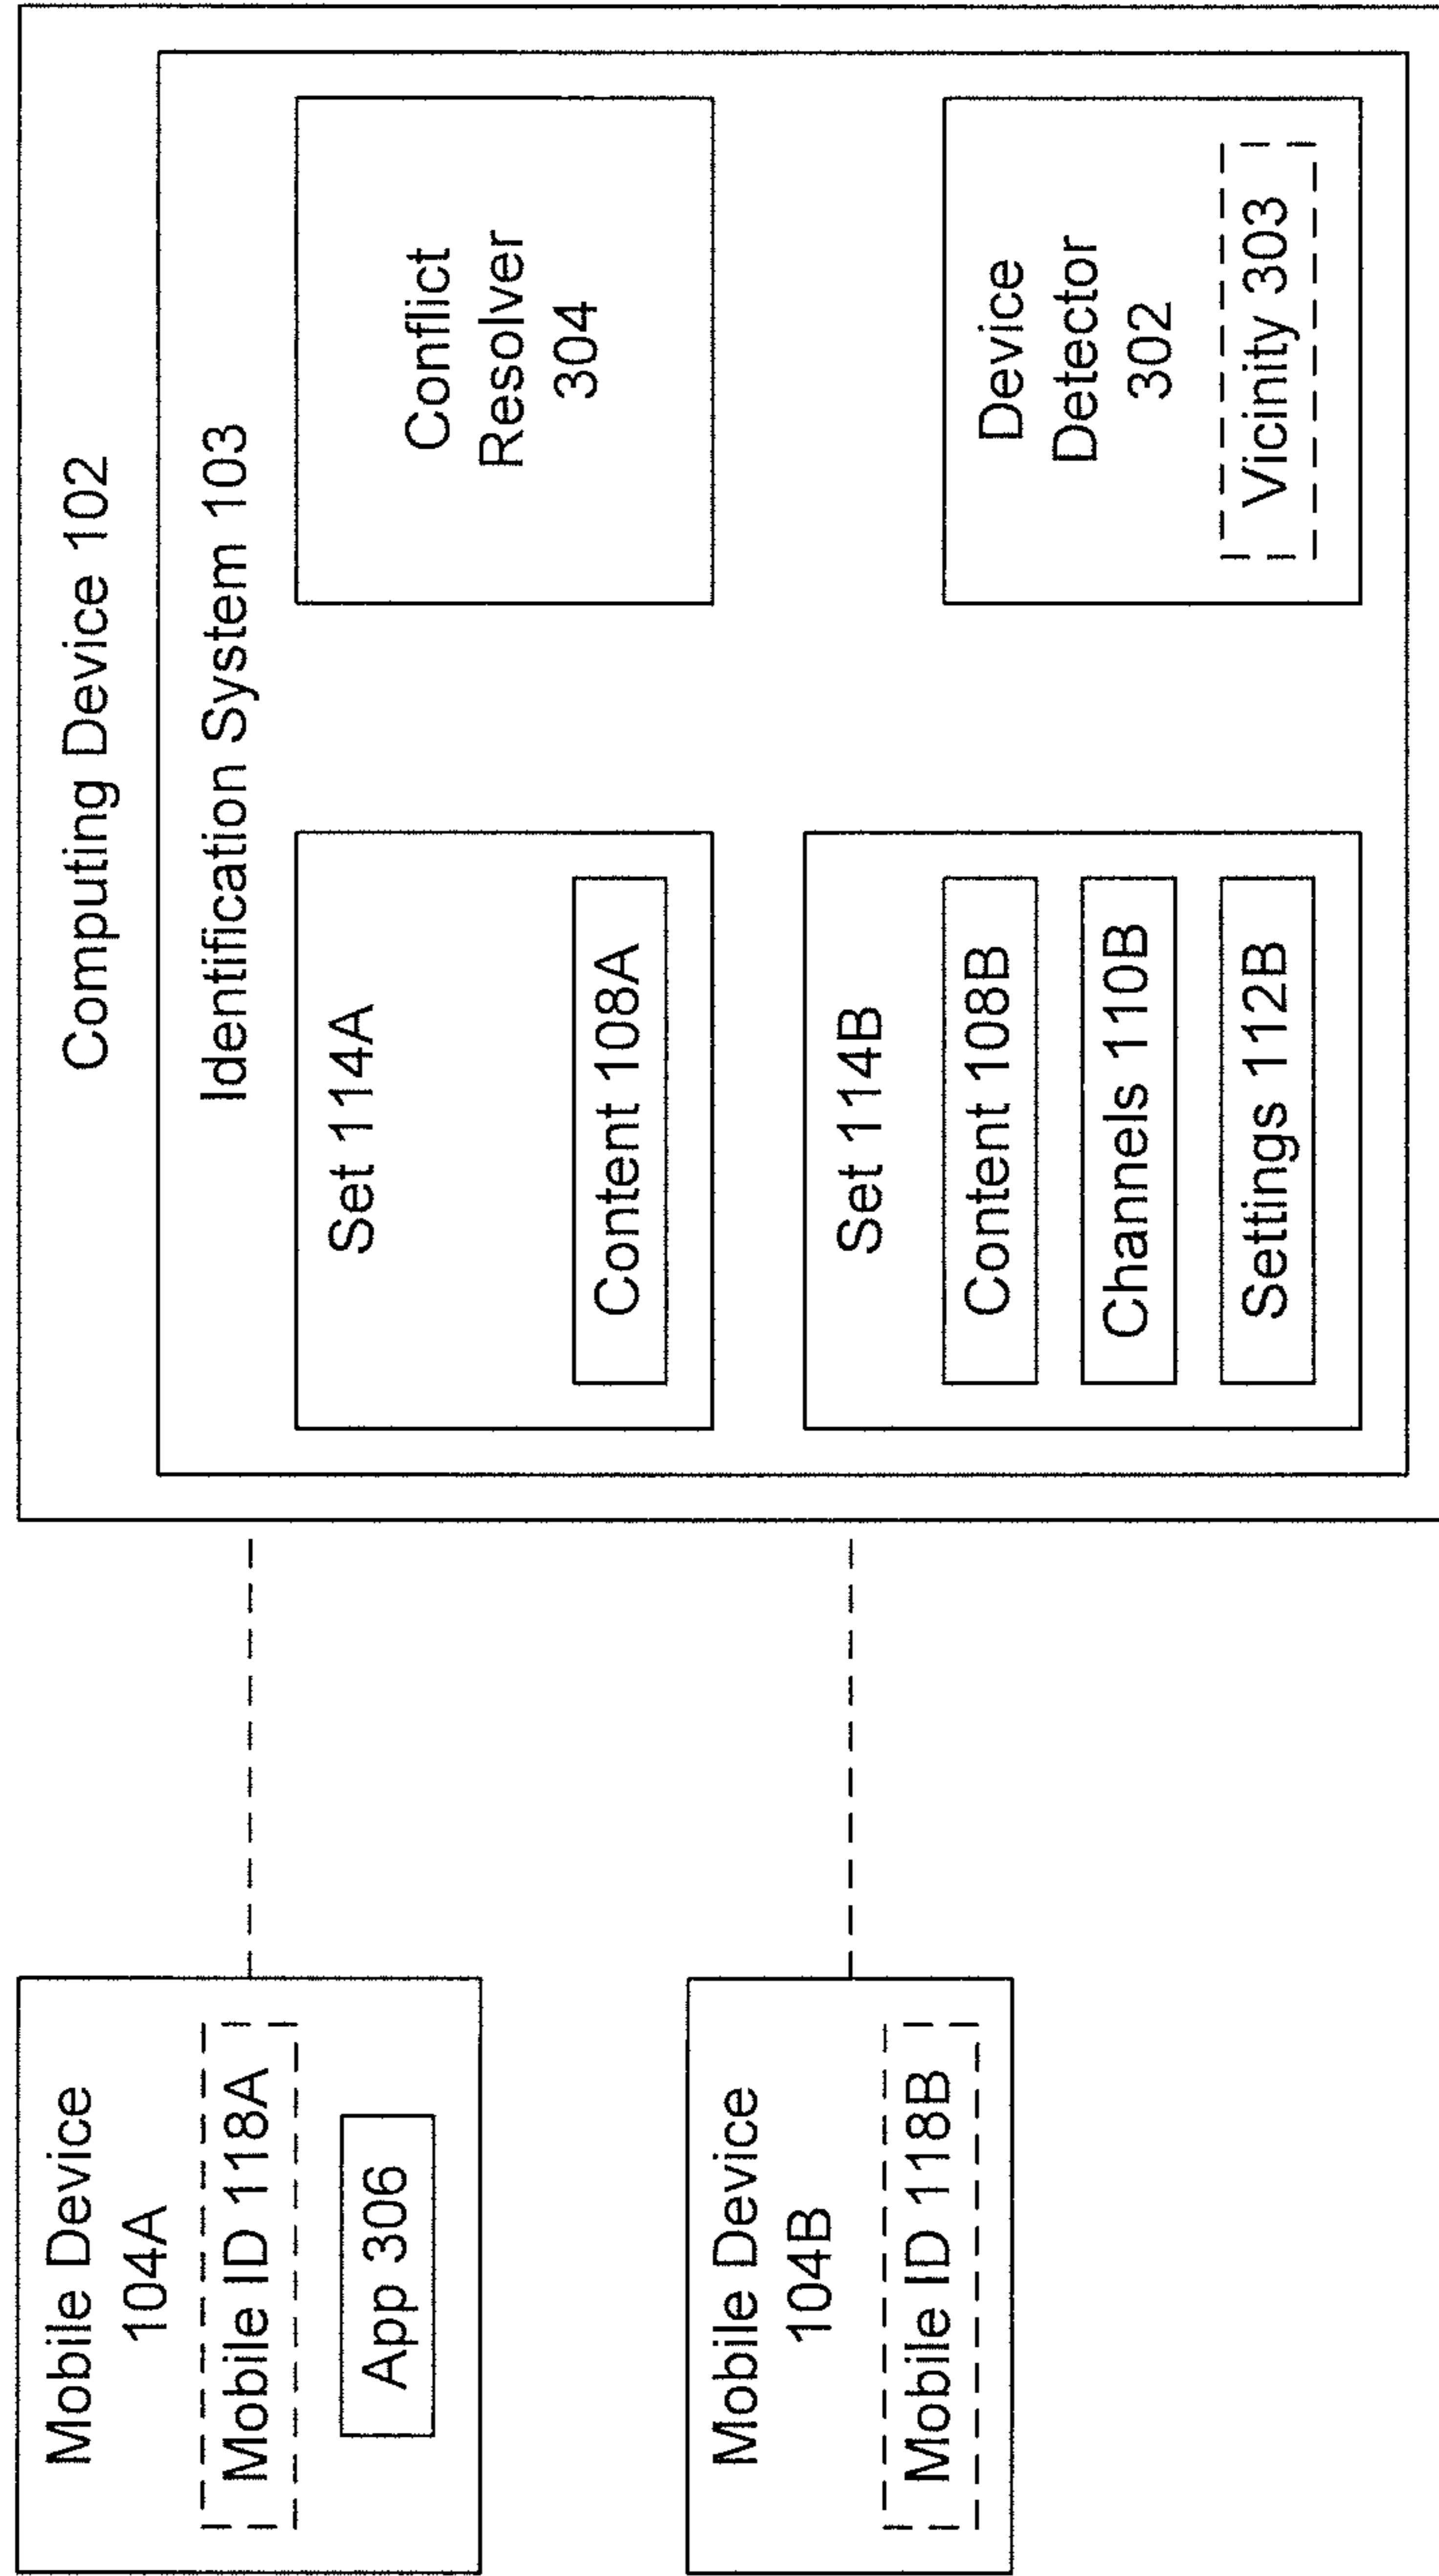 Mobile Device
104A
Mobile ID 118A
App 306
Mobile Device
104B
Mobile ID 118B
Computing Device 102
Identification System 103
Set 114A
Content 108A
Set 114B
Content 108B
Channels 110B
Settings 112B
Conflict
Resolver
304
Device
Detector
302
Vicinity 303